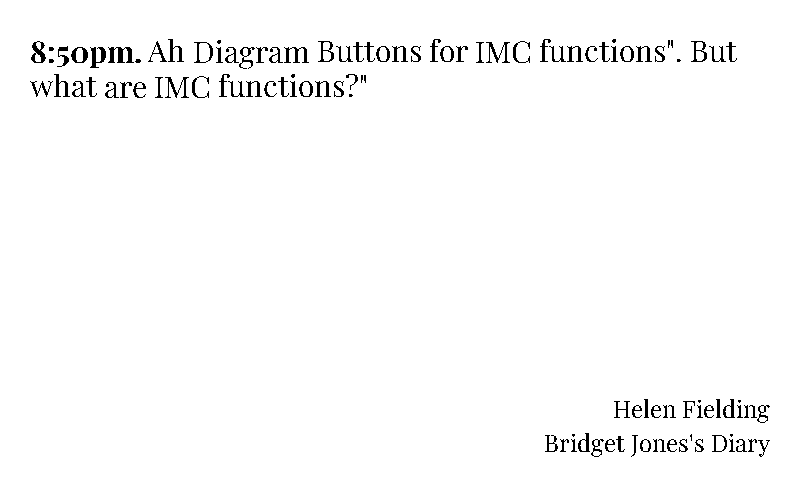 8:50pm. Ah Diagram Buttons for IMC functions". But
what are IMC functions?"
Helen Fielding
Bridget Jones's Diary